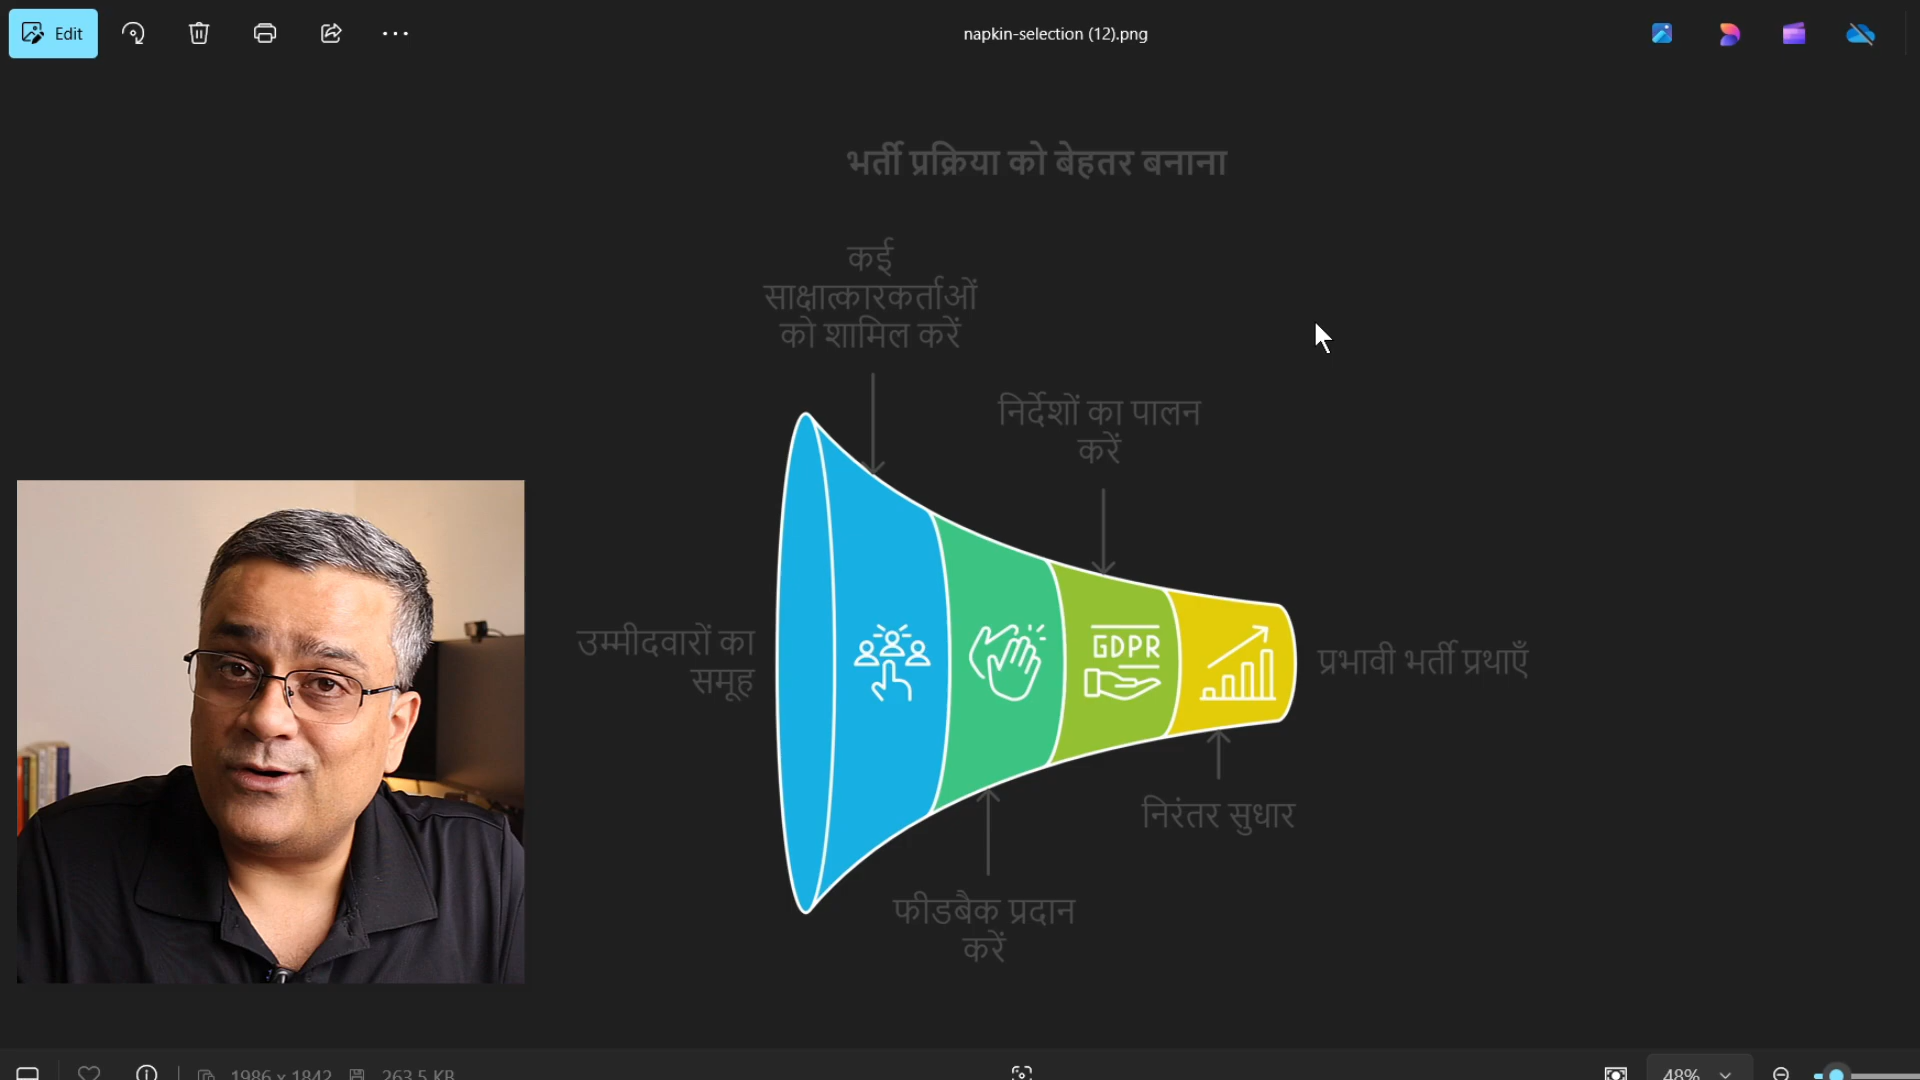 Edit
napkin-selection (12).png
भर्ती प्रक्रिया को बेहतर बनाना
कई
साक्षात्कारकर्ताओं
को शामिल करें
निर्देशों का पालन
करें
उम्मीदवारों का
समूह
GDPR
प्रभावी भर्ती प्रथाएँ
निरंतर सुधार
फीडबैक प्रदान
करें
1986 x 1842
263.5 KB
48%